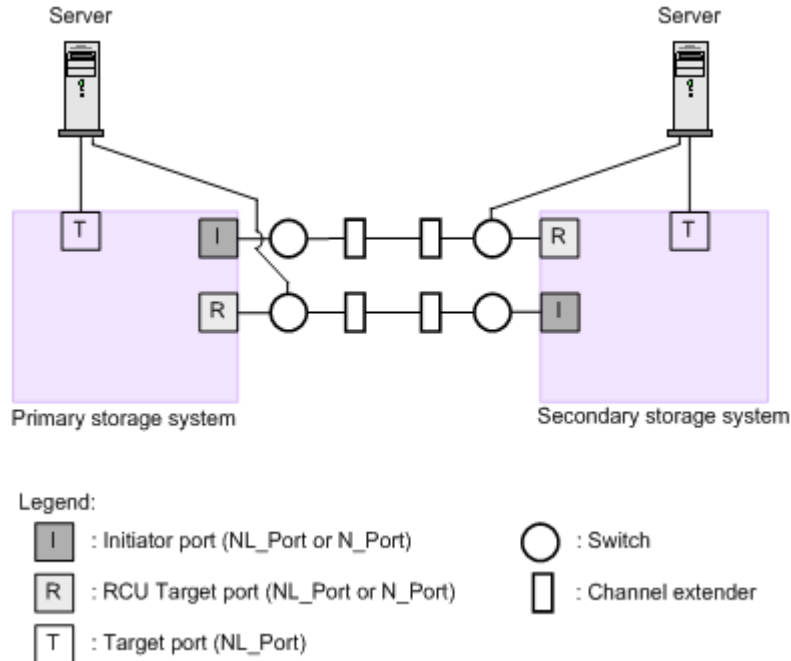 Server
Server
T
T
I
R
R
I
Primary storage system
Secondary storage system
Legend:
I : Initiator port (NL_Port or N_Port)
: Switch
R : RCU Target port (NL_Port or N_Port)
: Channel extender
T : Target port (NL_Port)